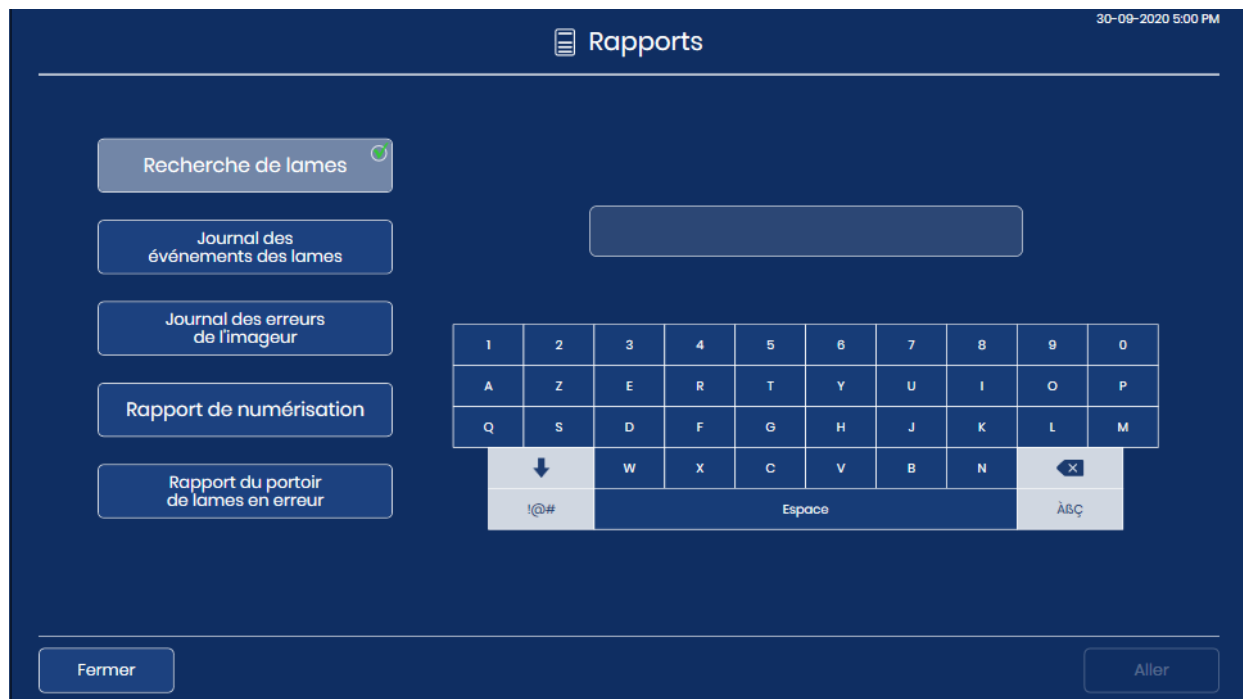 30-09-2020 5:00 PM
Rapports
Recherche de lames
Journal des
événements des lames
Journal des erreurs
de l'imageur
Rapport de numérisation
Rapport du portoir
de lames en erreur
1 2 3 4 5 6 7 8 9 0
A Z E R T Y U I O P
Q S D F G H J K L M
W X C V B N
!@# Espace ÀßÇ
Fermer
Aller